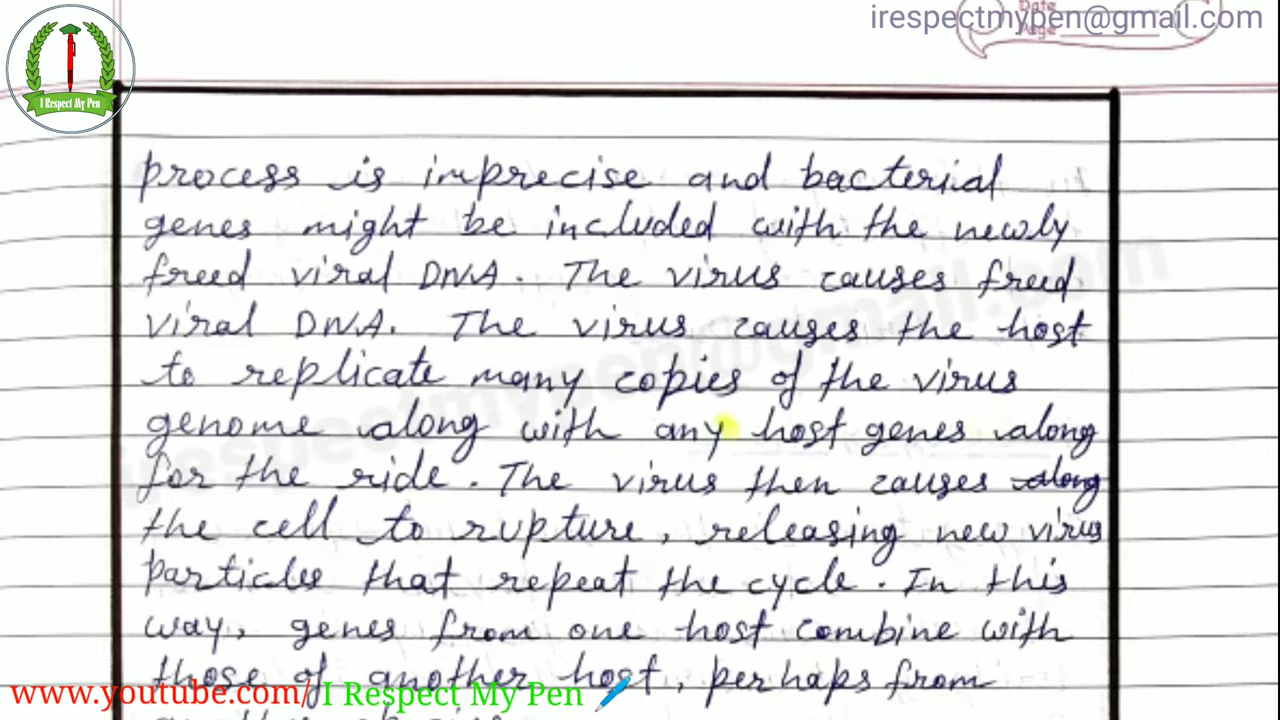 irespectmypen@gmail.com
Date
Page
I Respect My Pen
process is imprecise and bacterial
genes might be included with the newly
freed viral DNA. The virus causes freed
viral DNA. The virus causes the host
to replicate many copies of the virus
genome along with any host genes along
for the ride. The virus then causes along
the cell to rupture, releasing new virus
particles that repeat the cycle. In this
way, genes from one host combine with
those of another host, perhaps from
www.youtube.com/ I Respect My Pen